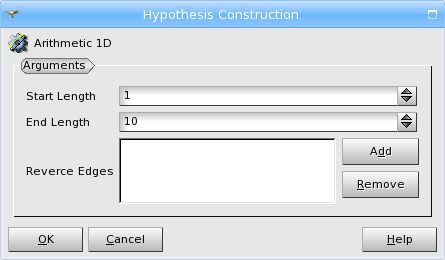 Hypothesis Construction
Arithmetic 1D
Arguments
Start Length 1
End Length 10
Reverce Edges
Add
Remove
OK Cancel Help